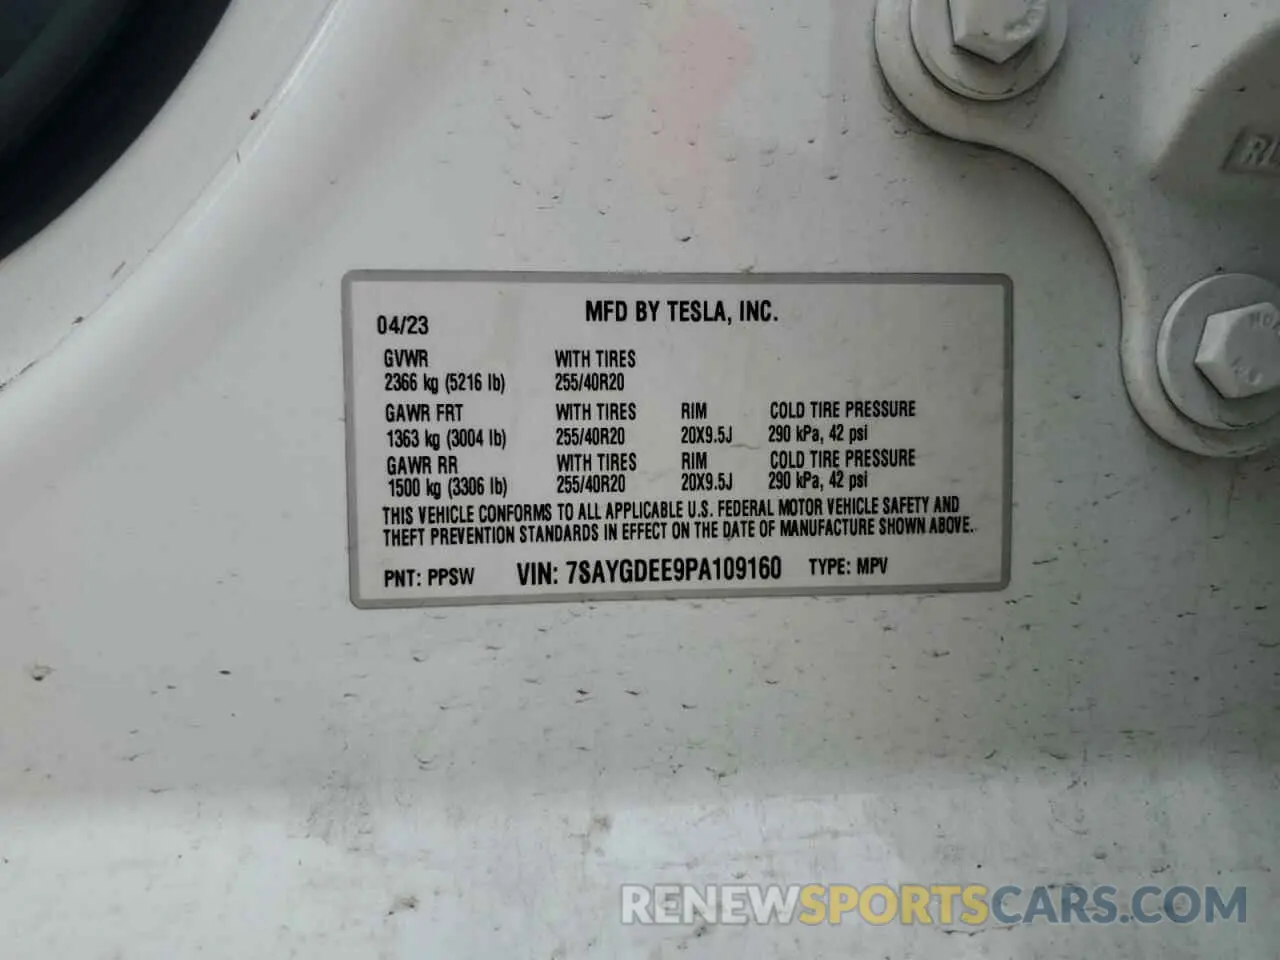 MFD BY TESLA, INC.
04/23
GVWR WITH TIRES
2366 kg (5216 lb) 255/40R20
GAWR FRT WITH TIRES RIM COLD TIRE PRESSURE
1363 kg (3004 lb) 255/40R20 20X9.5J 290 kPa, 42 psi
GAWR RR WITH TIRES RIM COLD TIRE PRESSURE
1500 kg (3306 lb) 255/40R20 20X9.5J 290 kPa, 42 psi
THIS VEHICLE CONFORMS TO ALL APPLICABLE U.S. FEDERAL MOTOR VEHICLE SAFETY AND
THEFT PREVENTION STANDARDS IN EFFECT ON THE DATE OF MANUFACTURE SHOWN ABOVE.
PNT: PPSW VIN: 7SAYGDEE9PA109160 TYPE: MPV
RENEWSPORTSCARS.COM